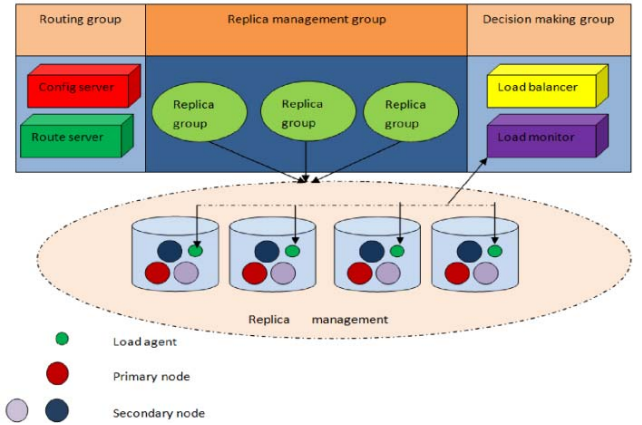 Routing group
Replica management group
Decision making group
Config server
Route server
Replica
group
Replica
group
Replica
group
Load balancer
Load monitor
Replica management
Load agent
Primary node
Secondary node